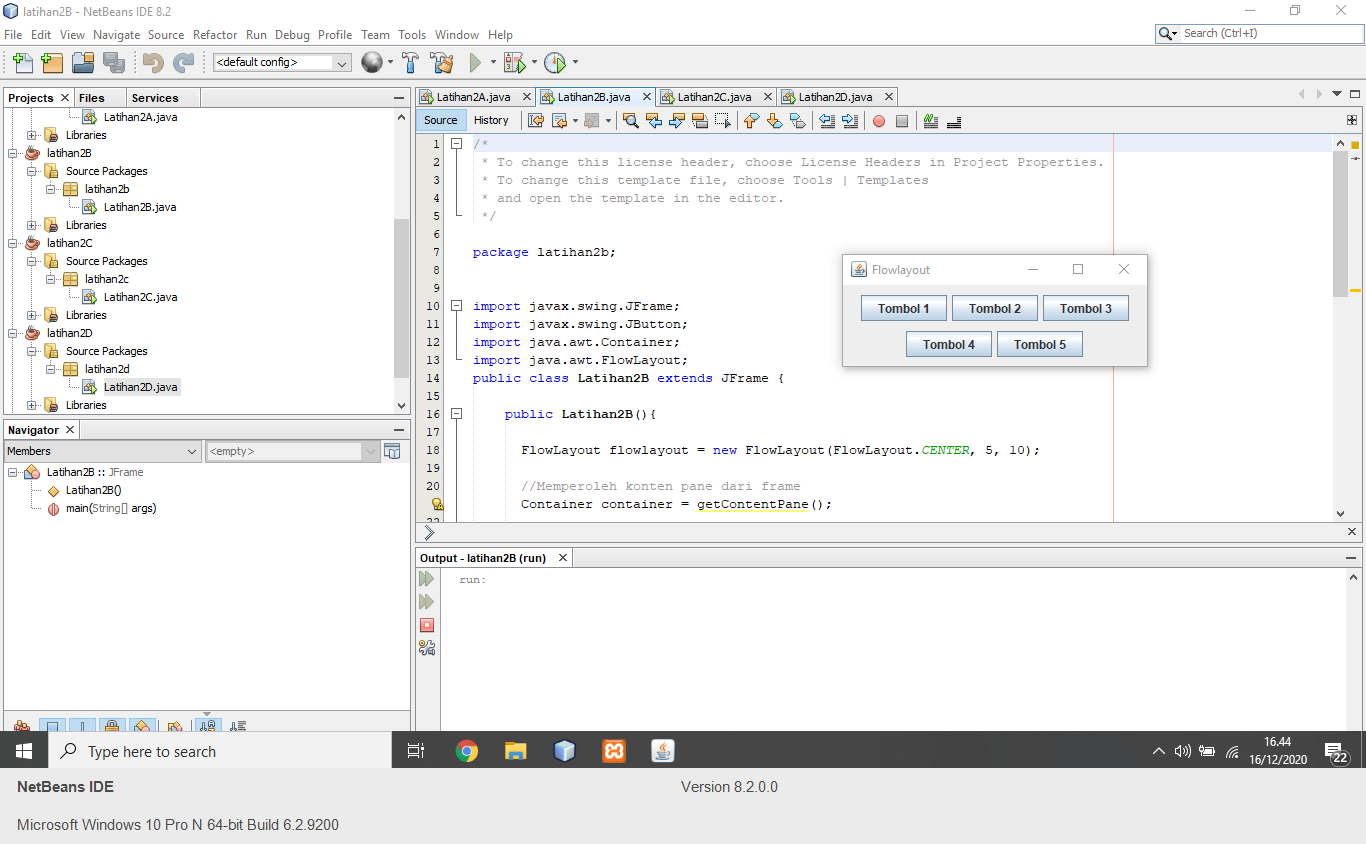 latihan2B - NetBeans IDE 8.2
File Edit View Navigate Source Refactor Run Debug Profile Team Tools Window Help
Search (Ctrl+I)
<default config>
Projects Files Services
Latihan2A.java
Libraries
latihan2B
Source Packages
latihan2b
Latihan2B.java
Libraries
latihan2C
Source Packages
latihan2c
Latihan2C.java
Libraries
latihan2D
Source Packages
latihan2d
Latihan2D.java
Libraries
Navigator
Members
<empty>
Latihan2B :: JFrame
Latihan2B()
main(String[] args)
Latihan2A.java Latihan2B.java Latihan2C.java Latihan2D.java
Source History
1 /*
2 * To change this license header, choose License Headers in Project Properties.
3 * To change this template file, choose Tools | Templates
4 * and open the template in the editor.
5 */
6
7 package latihan2b;
8
9
10 import javax.swing.JFrame;
11 import javax.swing.JButton;
12 import java.awt.Container;
13 import java.awt.FlowLayout;
14 public class Latihan2B extends JFrame {
15
16 public Latihan2B(){
17
18 FlowLayout flowlayout = new FlowLayout(FlowLayout.CENTER, 5, 10);
19
20 //Memperoleh konten pane dari frame
Container container = getContentPane();
22
Flowlayout
Tombol 1 Tombol 2 Tombol 3
Tombol 4 Tombol 5
Output - latihan2B (run)
run:
Type here to search
16.44
16/12/2020
22
NetBeans IDE
Version 8.2.0.0
Microsoft Windows 10 Pro N 64-bit Build 6.2.9200